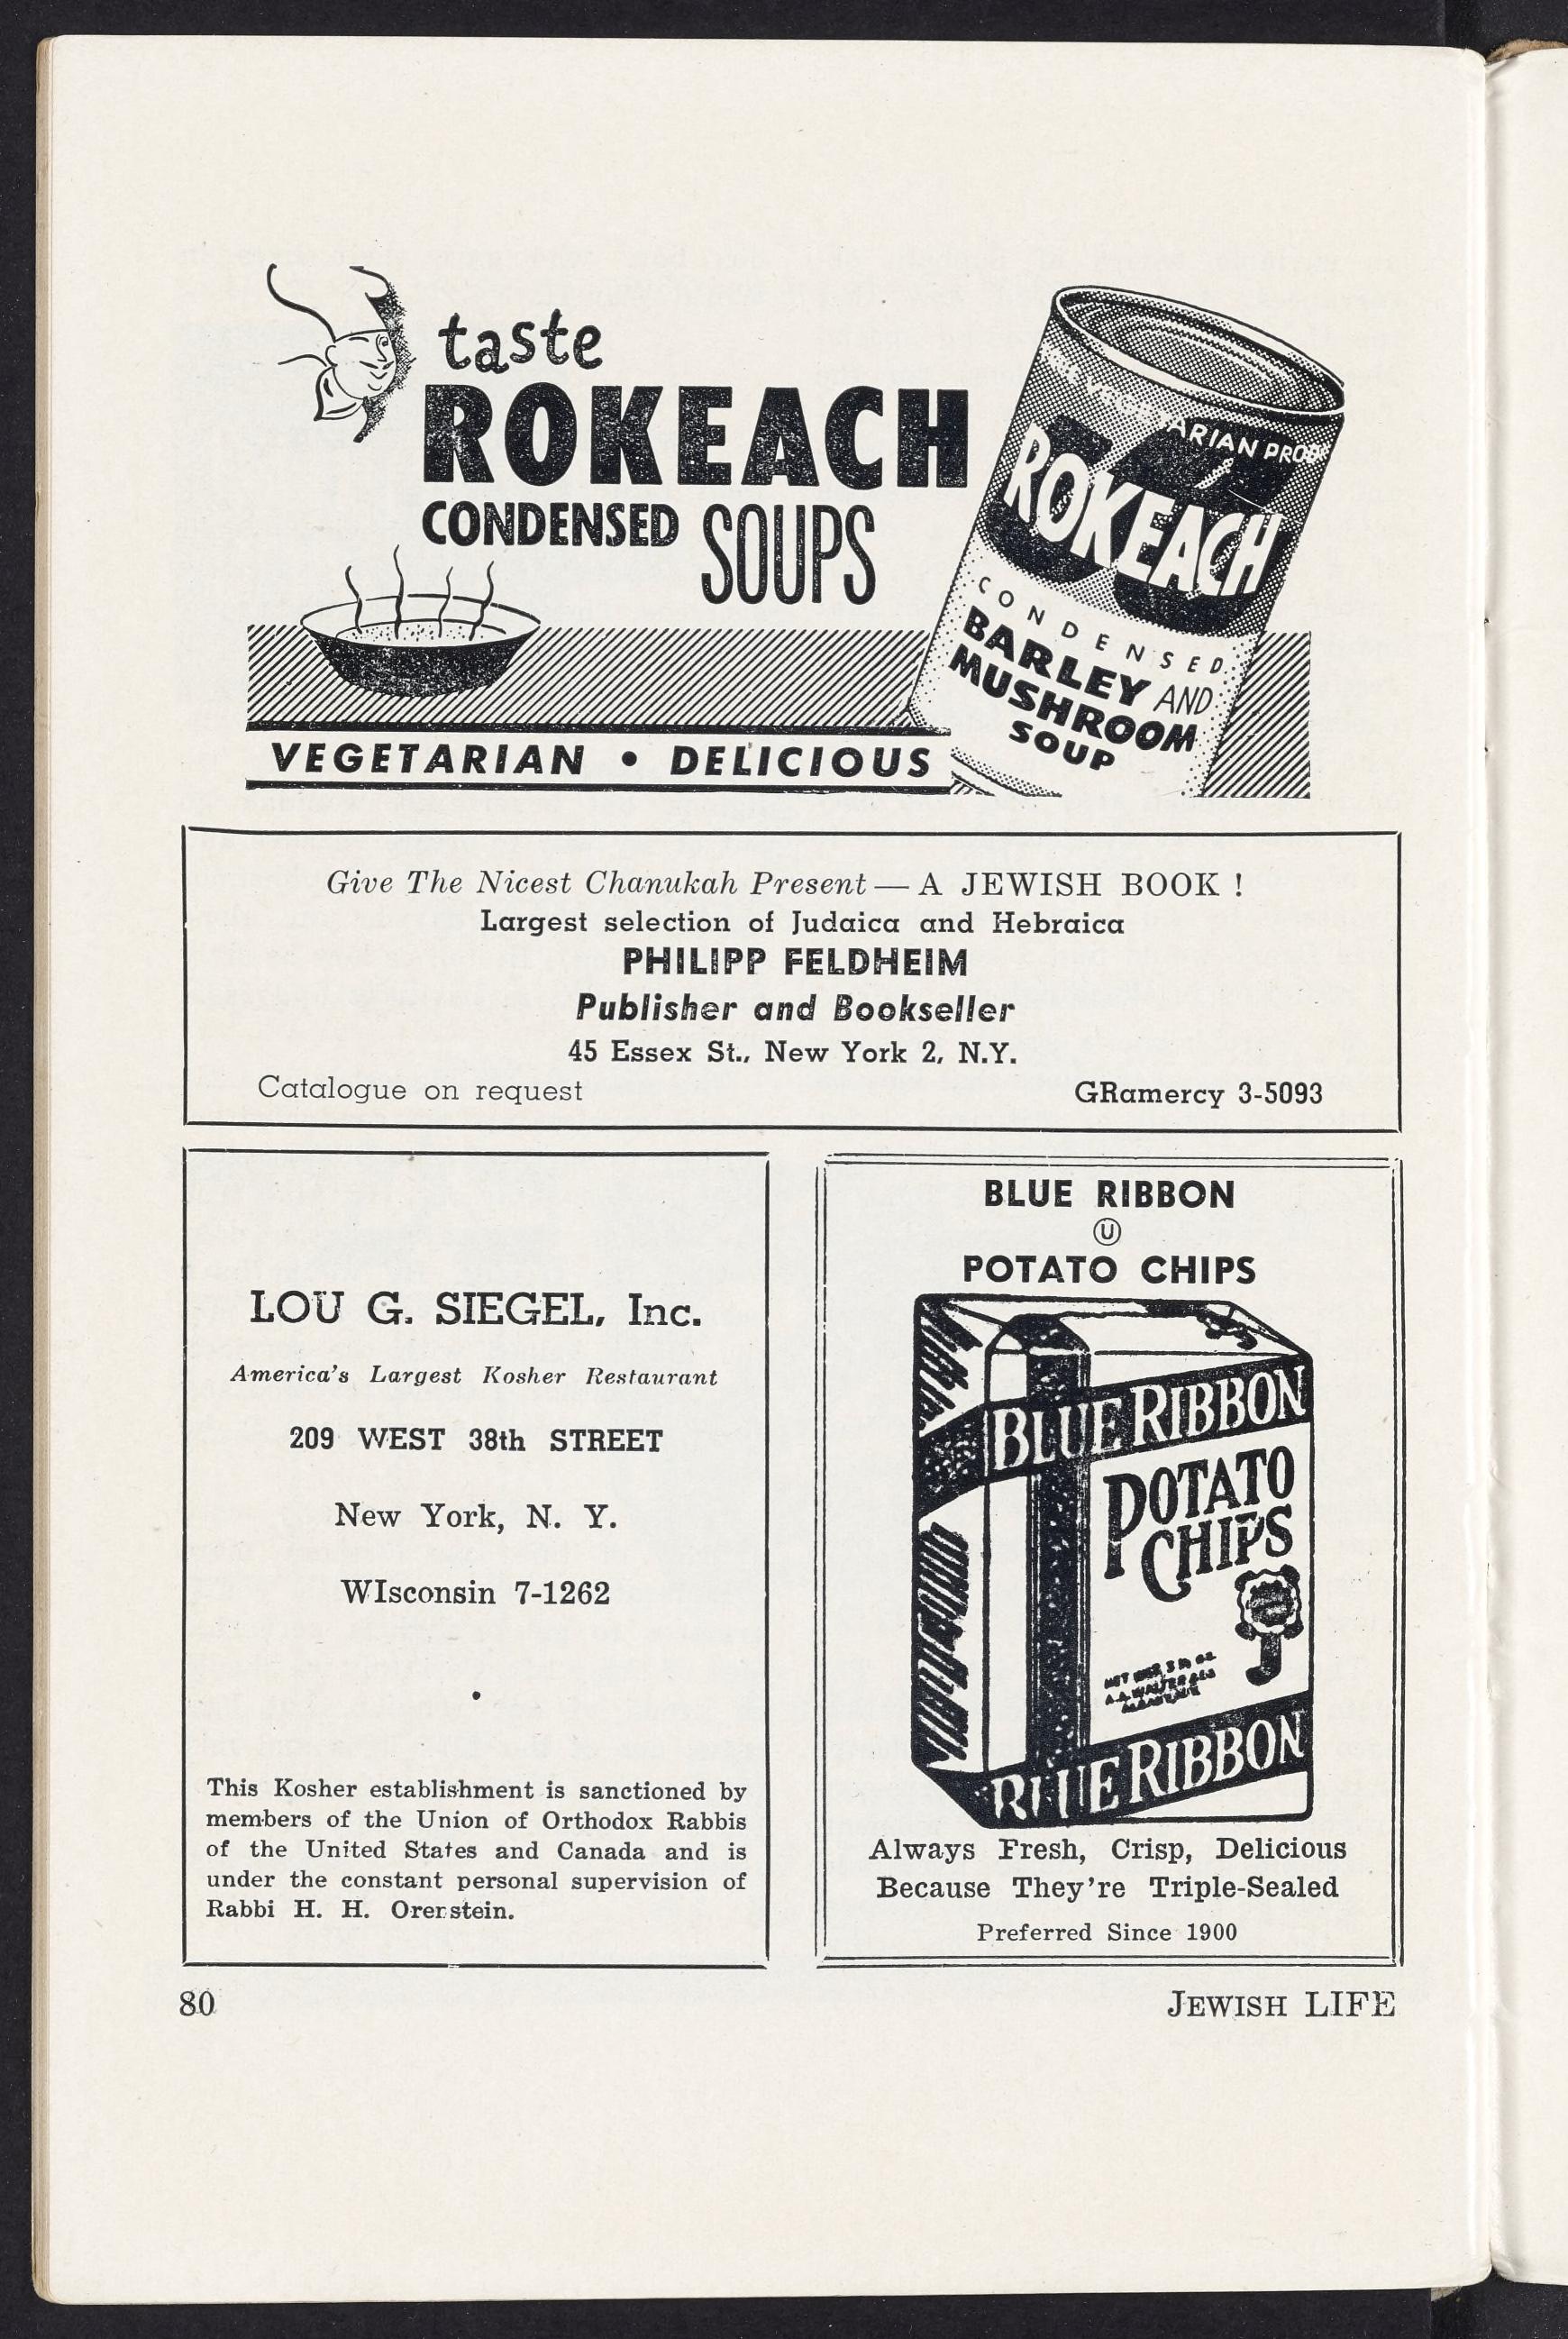 taste
ROKEACH
CONDENSED SOUPS
VEGETARIAN • DELICIOUS
ARIAN PROD
ROKEACH
CONDENSED
BARLEY AND
MUSHROOM
SOUP
Give The Nicest Chanukah Present — A JEWISH BOOK !
Largest selection of Judaica and Hebraica
PHILIPP FELDHEIM
Publisher and Bookseller
45 Essex St., New York 2, N.Y.
Catalogue on request GRamercy 3-5093
LOU G. SIEGEL, Inc.
America's Largest Kosher Restaurant
209 WEST 38th STREET
New York, N. Y.
WIsconsin 7-1262
•
This Kosher establishment is sanctioned by
members of the Union of Orthodox Rabbis
of the United States and Canada and is
under the constant personal supervision of
Rabbi H. H. Orenstein.
BLUE RIBBON
Ⓤ
POTATO CHIPS
BLUE RIBBON
POTATO
CHIPS
BLUE RIBBON
Always Fresh, Crisp, Delicious
Because They're Triple-Sealed
Preferred Since 1900
80 JEWISH LIFE